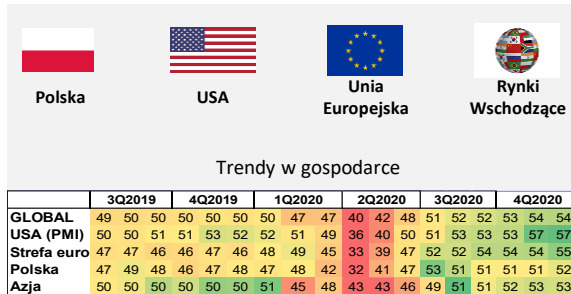 Polska
USA
Unia
Europejska
Rynki
Wschodzące
Trendy w gospodarce
3Q2019 4Q2019 1Q2020 2Q2020 3Q2020 4Q2020
GLOBAL 49 50 50 50 50 50 50 47 47 40 42 48 51 52 52 53 54 54
USA (PMI) 50 50 51 51 53 52 52 51 49 36 40 50 51 53 53 53 57 57
Strefa euro 47 47 46 46 47 46 48 49 45 33 39 47 52 52 54 54 54 55
Polska 47 49 48 46 47 48 47 48 42 32 41 47 53 51 51 51 51 52
Azja 50 50 50 50 50 50 51 45 48 43 43 46 49 51 51 52 53 53